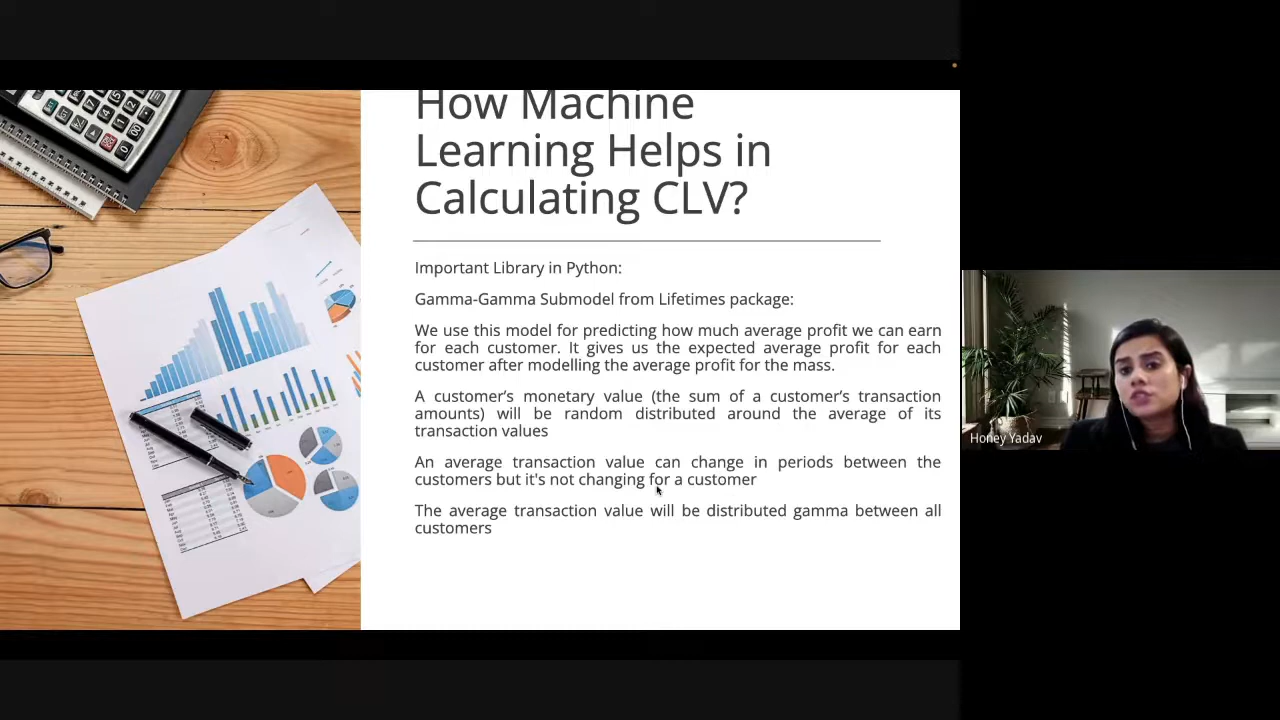 How Machine
Learning Helps in
Calculating CLV?
Important Library in Python:
Gamma-Gamma Submodel from Lifetimes package:
We use this model for predicting how much average profit we can earn
for each customer. It gives us the expected average profit for each
customer after modelling the average profit for the mass.
A customer's monetary value (the sum of a customer's transaction
amounts) will be random distributed around the average of its
transaction values
An average transaction value can change in periods between the
customers but it's not changing for a customer
The average transaction value will be distributed gamma between all
customers
Honey Yadav